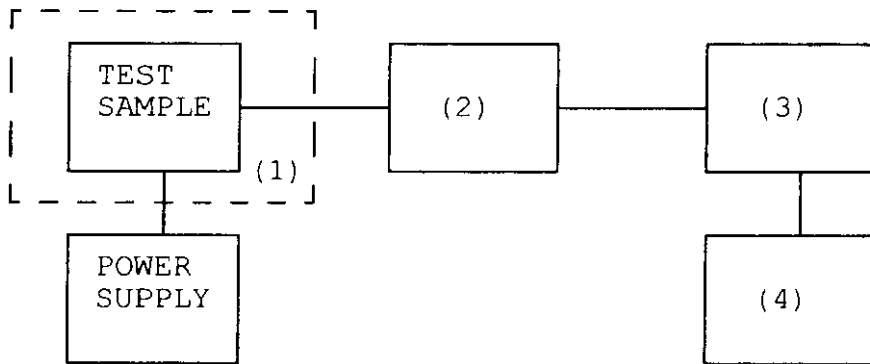 TEST
SAMPLE
(1)
(2)
(3)
POWER
SUPPLY
(4)